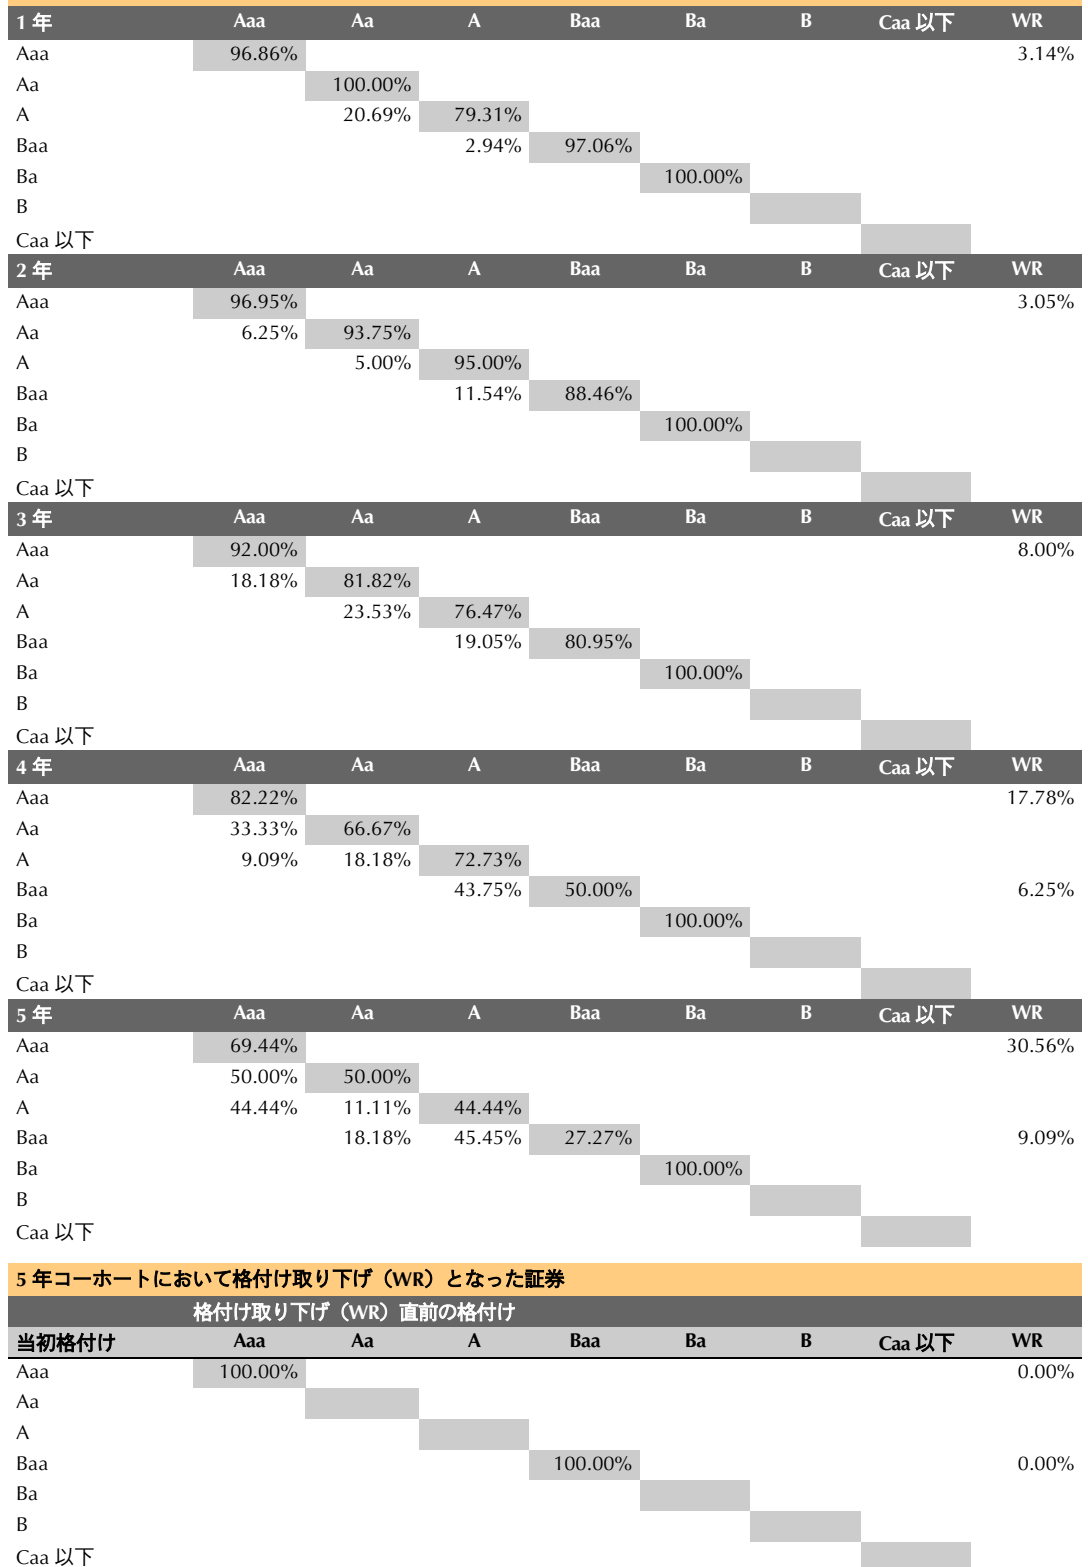 1 年 Aaa Aa A Baa Ba B Caa 以下 WR
Aaa 96.86% 3.14%
Aa 100.00%
A 20.69% 79.31%
Baa 2.94% 97.06%
Ba 100.00%
B
Caa 以下
2 年 Aaa Aa A Baa Ba B Caa 以下 WR
Aaa 96.95% 3.05%
Aa 6.25% 93.75%
A 5.00% 95.00%
Baa 11.54% 88.46%
Ba 100.00%
B
Caa 以下
3 年 Aaa Aa A Baa Ba B Caa 以下 WR
Aaa 92.00% 8.00%
Aa 18.18% 81.82%
A 23.53% 76.47%
Baa 19.05% 80.95%
Ba 100.00%
B
Caa 以下
4 年 Aaa Aa A Baa Ba B Caa 以下 WR
Aaa 82.22% 17.78%
Aa 33.33% 66.67%
A 9.09% 18.18% 72.73%
Baa 43.75% 50.00% 6.25%
Ba 100.00%
B
Caa 以下
5 年 Aaa Aa A Baa Ba B Caa 以下 WR
Aaa 69.44% 30.56%
Aa 50.00% 50.00%
A 44.44% 11.11% 44.44%
Baa 18.18% 45.45% 27.27% 9.09%
Ba 100.00%
B
Caa 以下
5 年コーホートにおいて格付け取り下げ（WR）となった証券
格付け取り下げ（WR）直前の格付け
当初格付け Aaa Aa A Baa Ba B Caa 以下 WR
Aaa 100.00% 0.00%
Aa
A
Baa 100.00% 0.00%
Ba
B
Caa 以下